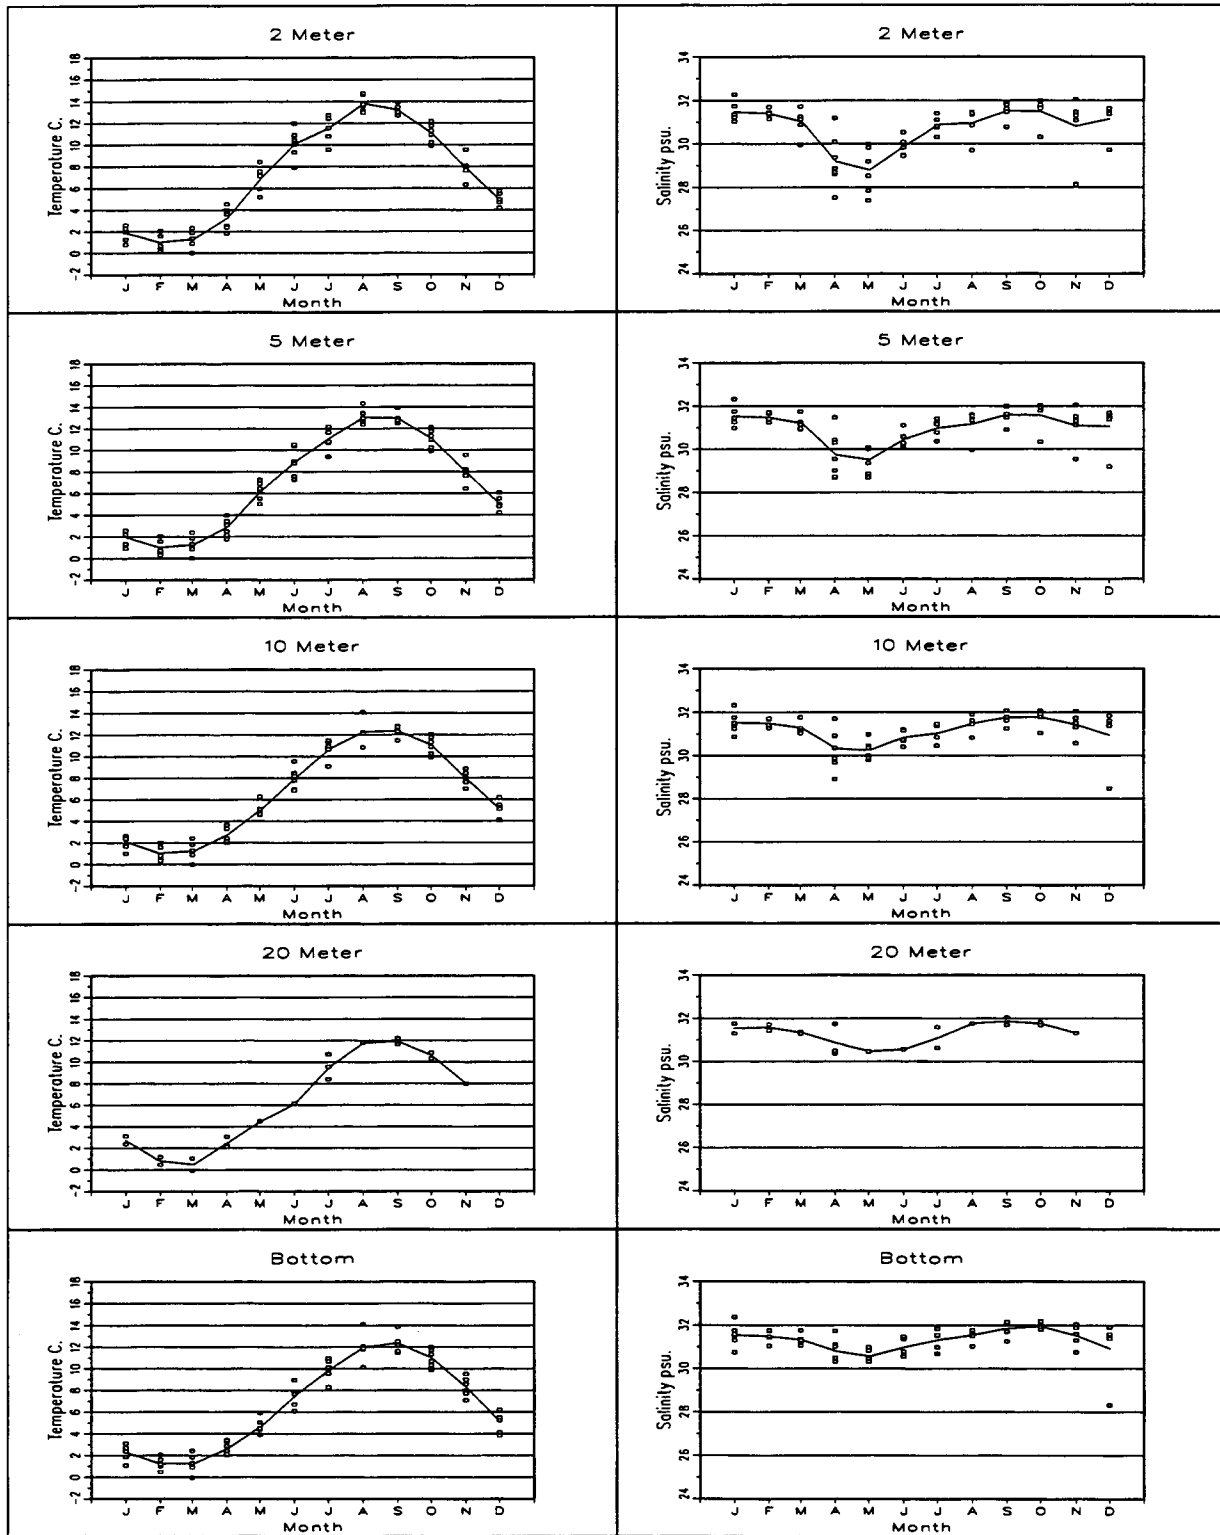 2 Meter
Temperature C.
18
16
14
12
10
8
6
4
2
0
-2
J F M A M J J A S O N D
Month
2 Meter
Salinity psu.
34
32
30
28
26
24
J F M A M J J A S O N D
Month
5 Meter
Temperature C.
18
16
14
12
10
8
6
4
2
0
-2
J F M A M J J A S O N D
Month
5 Meter
Salinity psu.
34
32
30
28
26
24
J F M A M J J A S O N D
Month
10 Meter
Temperature C.
18
16
14
12
10
8
6
4
2
0
-2
J F M A M J J A S O N D
Month
10 Meter
Salinity psu.
34
32
30
28
26
24
J F M A M J J A S O N D
Month
20 Meter
Temperature C.
18
16
14
12
10
8
6
4
2
0
-2
J F M A M J J A S O N D
Month
20 Meter
Salinity psu.
34
32
30
28
26
24
J F M A M J J A S O N D
Month
Bottom
Temperature C.
18
16
14
12
10
8
6
4
2
0
-2
J F M A M J J A S O N D
Month
Bottom
Salinity psu.
34
32
30
28
26
24
J F M A M J J A S O N D
Month